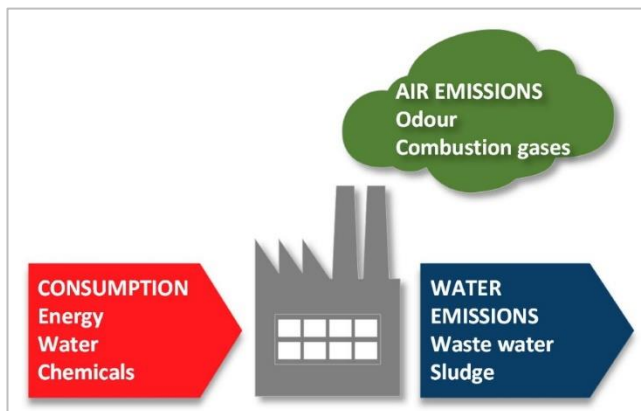 AIR EMISSIONS
Odour
Combustion gases
CONSUMPTION
Energy
Water
Chemicals
WATER
EMISSIONS
Waste water
Sludge